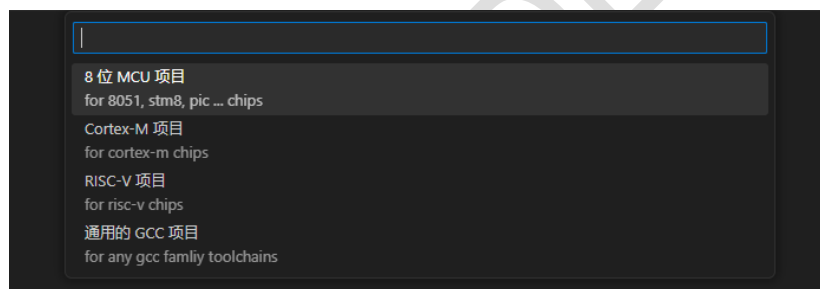 8 位 MCU 项目
for 8051, stm8, pic ... chips
Cortex-M 项目
for cortex-m chips
RISC-V 项目
for risc-v chips
通用的 GCC 项目
for any gcc famliy toolchains